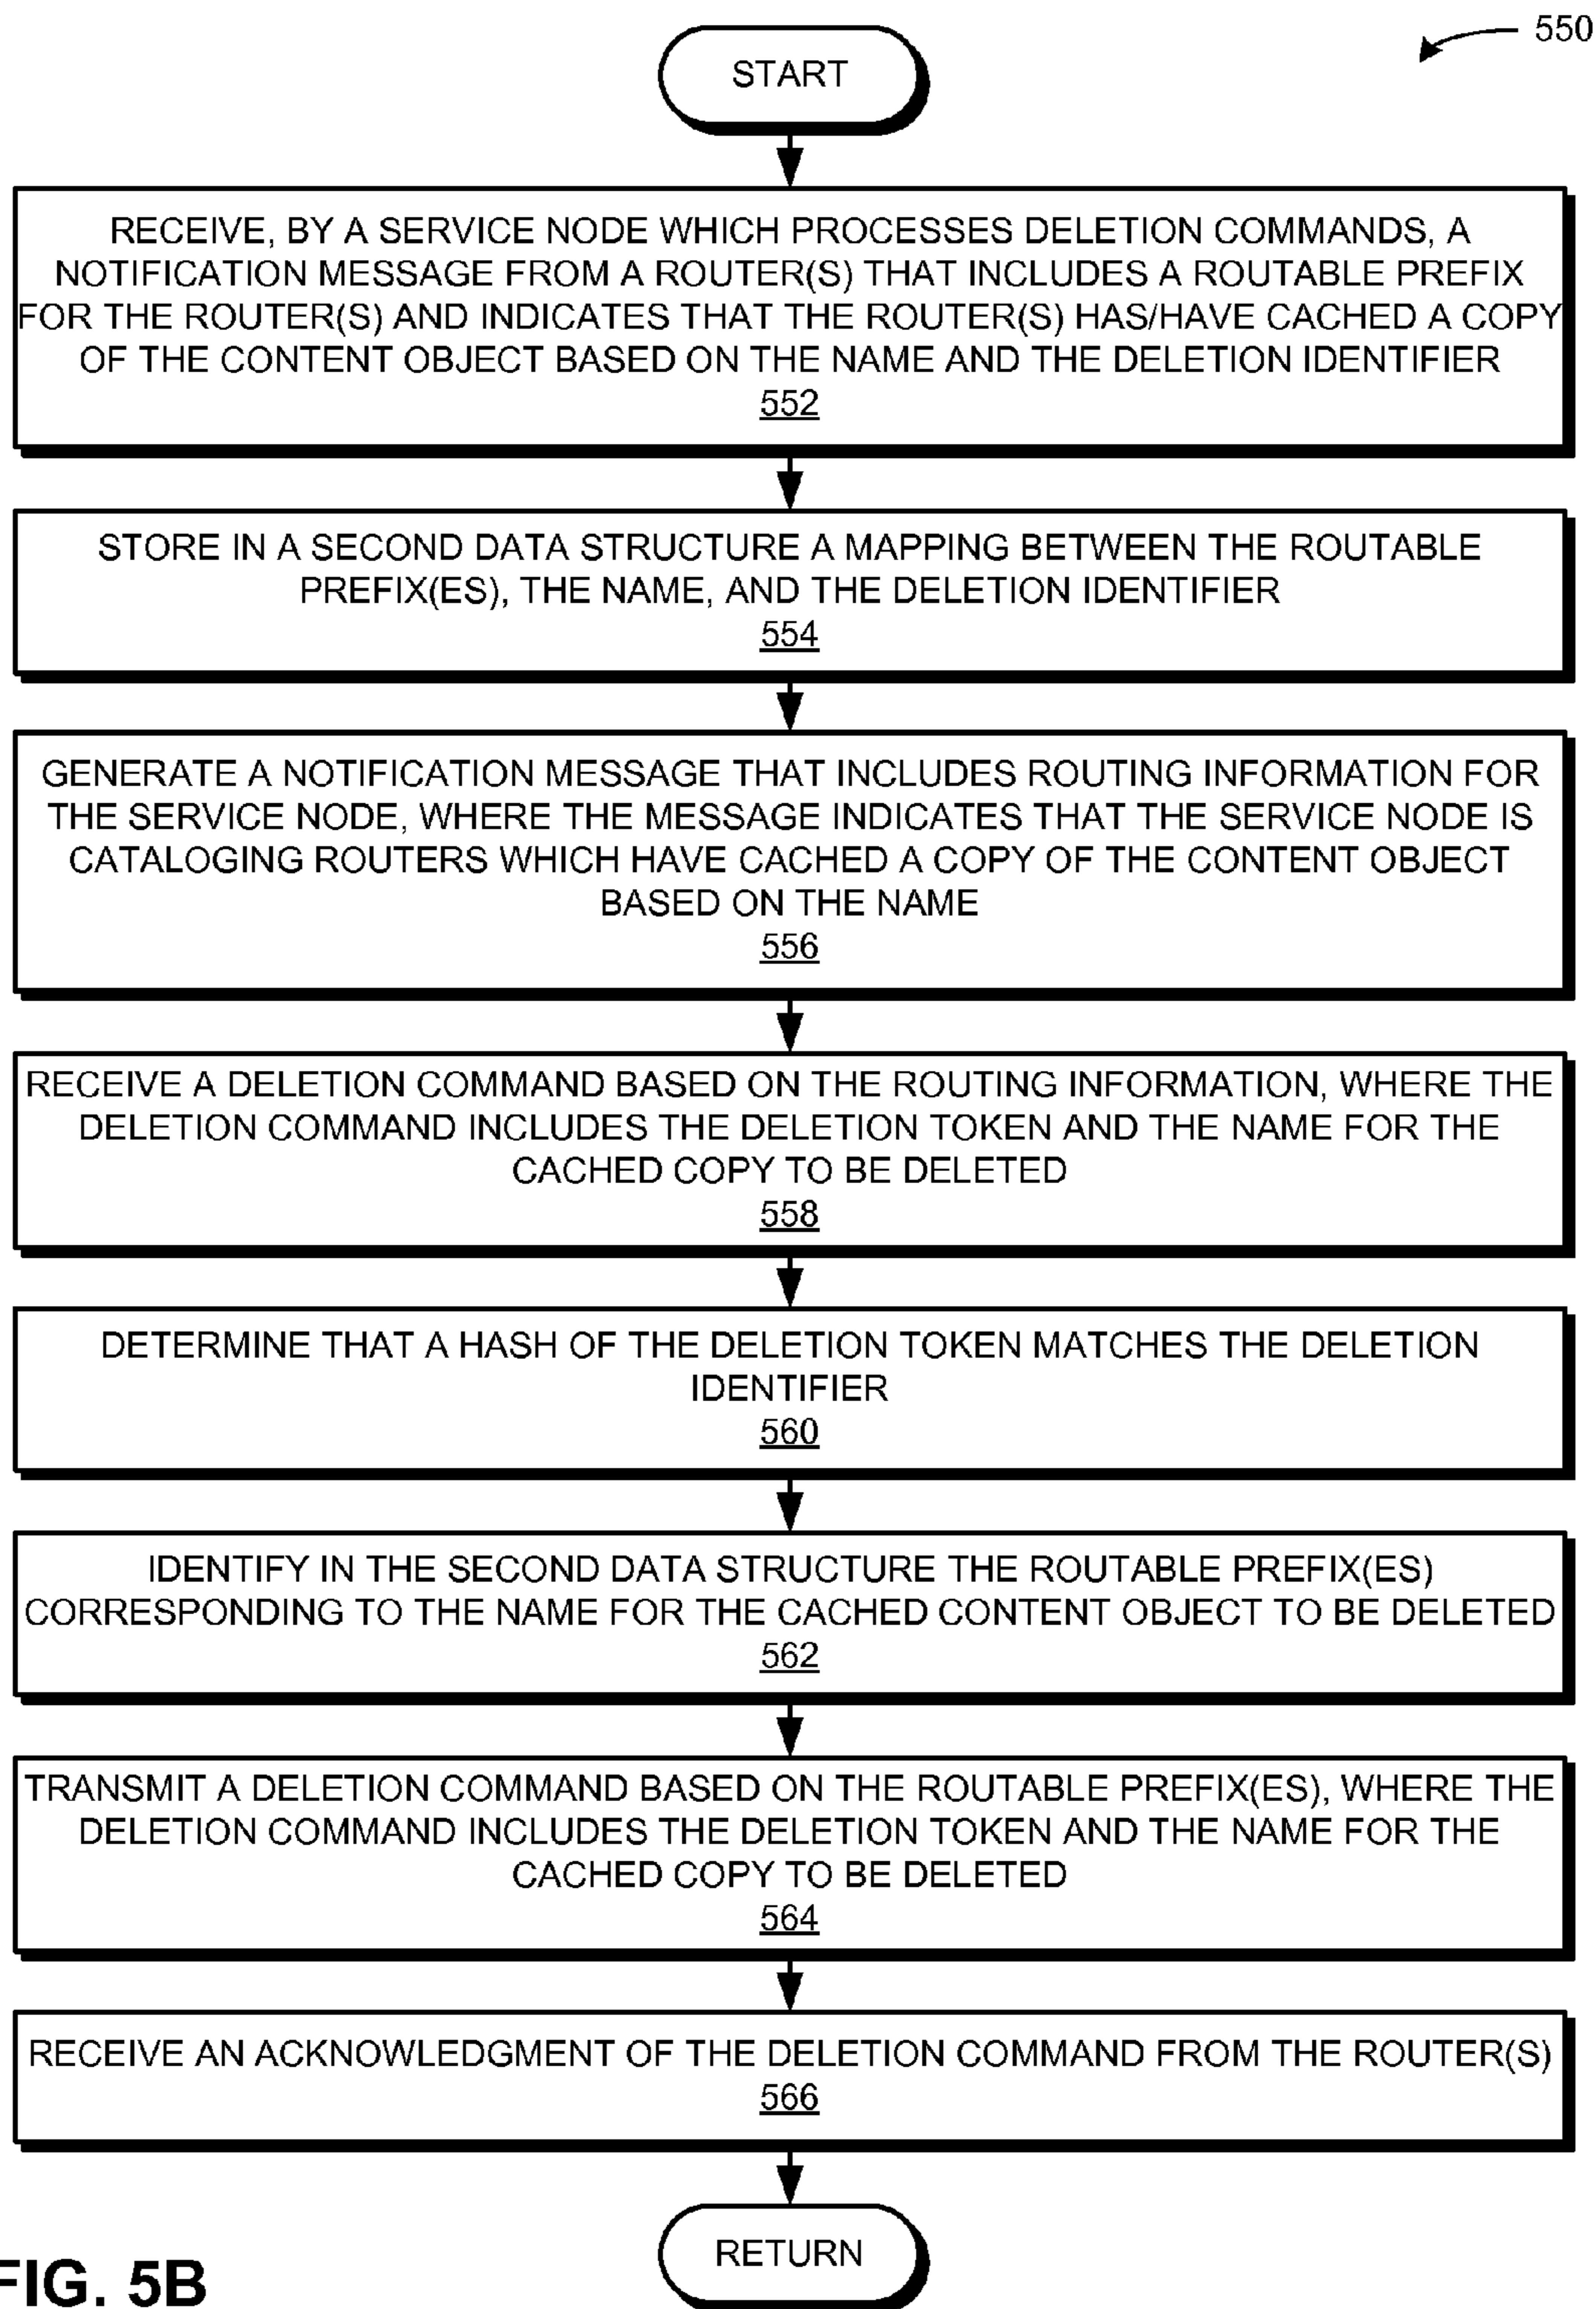 550
START
RECEIVE, BY A SERVICE NODE WHICH PROCESSES DELETION COMMANDS, A
NOTIFICATION MESSAGE FROM A ROUTER(S) THAT INCLUDES A ROUTABLE PREFIX
FOR THE ROUTER(S) AND INDICATES THAT THE ROUTER(S) HAS/HAVE CACHED A COPY
OF THE CONTENT OBJECT BASED ON THE NAME AND THE DELETION IDENTIFIER
552
STORE IN A SECOND DATA STRUCTURE A MAPPING BETWEEN THE ROUTABLE
PREFIX(ES), THE NAME, AND THE DELETION IDENTIFIER
554
GENERATE A NOTIFICATION MESSAGE THAT INCLUDES ROUTING INFORMATION FOR
THE SERVICE NODE, WHERE THE MESSAGE INDICATES THAT THE SERVICE NODE IS
CATALOGING ROUTERS WHICH HAVE CACHED A COPY OF THE CONTENT OBJECT
BASED ON THE NAME
556
RECEIVE A DELETION COMMAND BASED ON THE ROUTING INFORMATION, WHERE THE
DELETION COMMAND INCLUDES THE DELETION TOKEN AND THE NAME FOR THE
CACHED COPY TO BE DELETED
558
DETERMINE THAT A HASH OF THE DELETION TOKEN MATCHES THE DELETION
IDENTIFIER
560
IDENTIFY IN THE SECOND DATA STRUCTURE THE ROUTABLE PREFIX(ES)
CORRESPONDING TO THE NAME FOR THE CACHED CONTENT OBJECT TO BE DELETED
562
TRANSMIT A DELETION COMMAND BASED ON THE ROUTABLE PREFIX(ES), WHERE THE
DELETION COMMAND INCLUDES THE DELETION TOKEN AND THE NAME FOR THE
CACHED COPY TO BE DELETED
564
RECEIVE AN ACKNOWLEDGMENT OF THE DELETION COMMAND FROM THE ROUTER(S)
566
RETURN
FIG. 5B